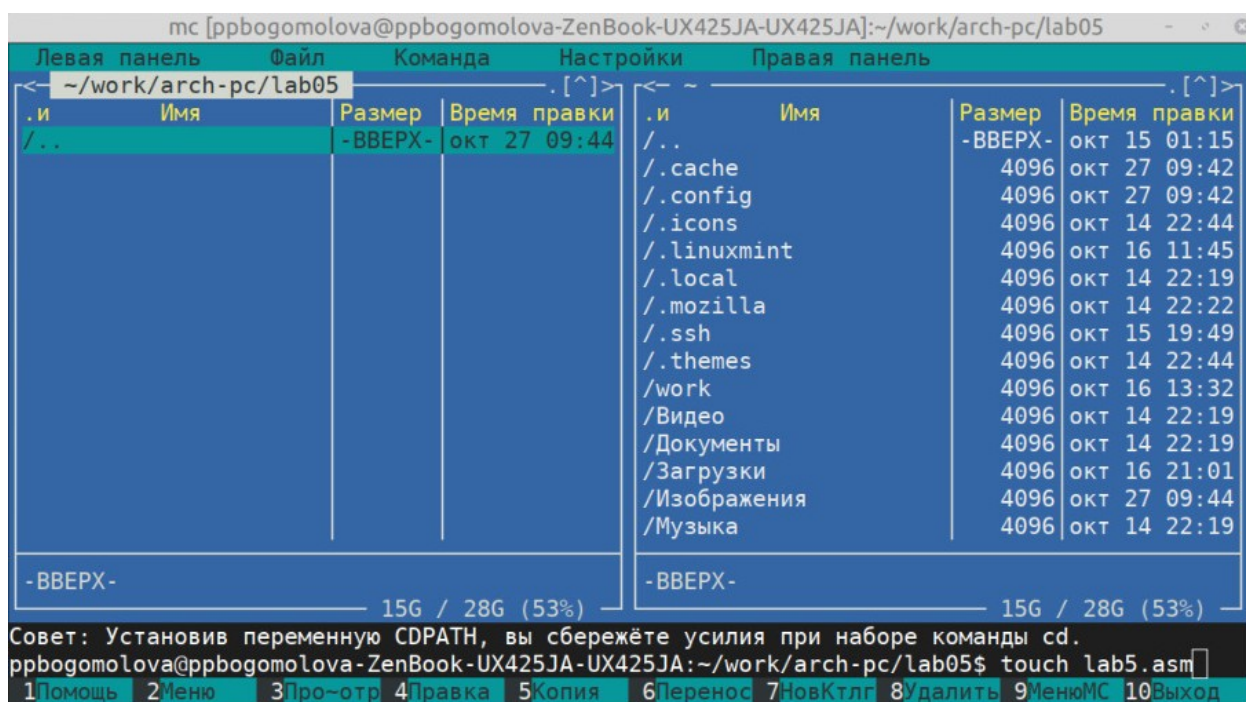 mc [ppbogomolova@ppbogomolova-ZenBook-UX425JA-UX425JA]:~/work/arch-pc/lab05
Левая панель Файл Команда Настройки Правая панель
<— ~/work/arch-pc/lab05 .[^]> <— ~ .[^]>
.и Имя Размер Время правки .и Имя Размер Время правки
/.. -ВВЕРХ- окт 27 09:44 /.. -ВВЕРХ- окт 15 01:15
/.cache 4096 окт 27 09:42
/.config 4096 окт 27 09:42
/.icons 4096 окт 14 22:44
/.linuxmint 4096 окт 16 11:45
/.local 4096 окт 14 22:19
/.mozilla 4096 окт 14 22:22
/.ssh 4096 окт 15 19:49
/.themes 4096 окт 14 22:44
/work 4096 окт 16 13:32
/Видео 4096 окт 14 22:19
/Документы 4096 окт 14 22:19
/Загрузки 4096 окт 16 21:01
/Изображения 4096 окт 27 09:44
/Музыка 4096 окт 14 22:19
-ВВЕРХ- -ВВЕРХ-
15G / 28G (53%) 15G / 28G (53%)
Совет: Установив переменную CDPATH, вы сбережёте усилия при наборе команды cd.
ppbogomolova@ppbogomolova-ZenBook-UX425JA-UX425JA:~/work/arch-pc/lab05$ touch lab5.asm
1Помощь 2Меню 3Про~отр 4Правка 5Копия 6Перенос 7НовКтлг 8Удалить 9МенюМС 10Выход